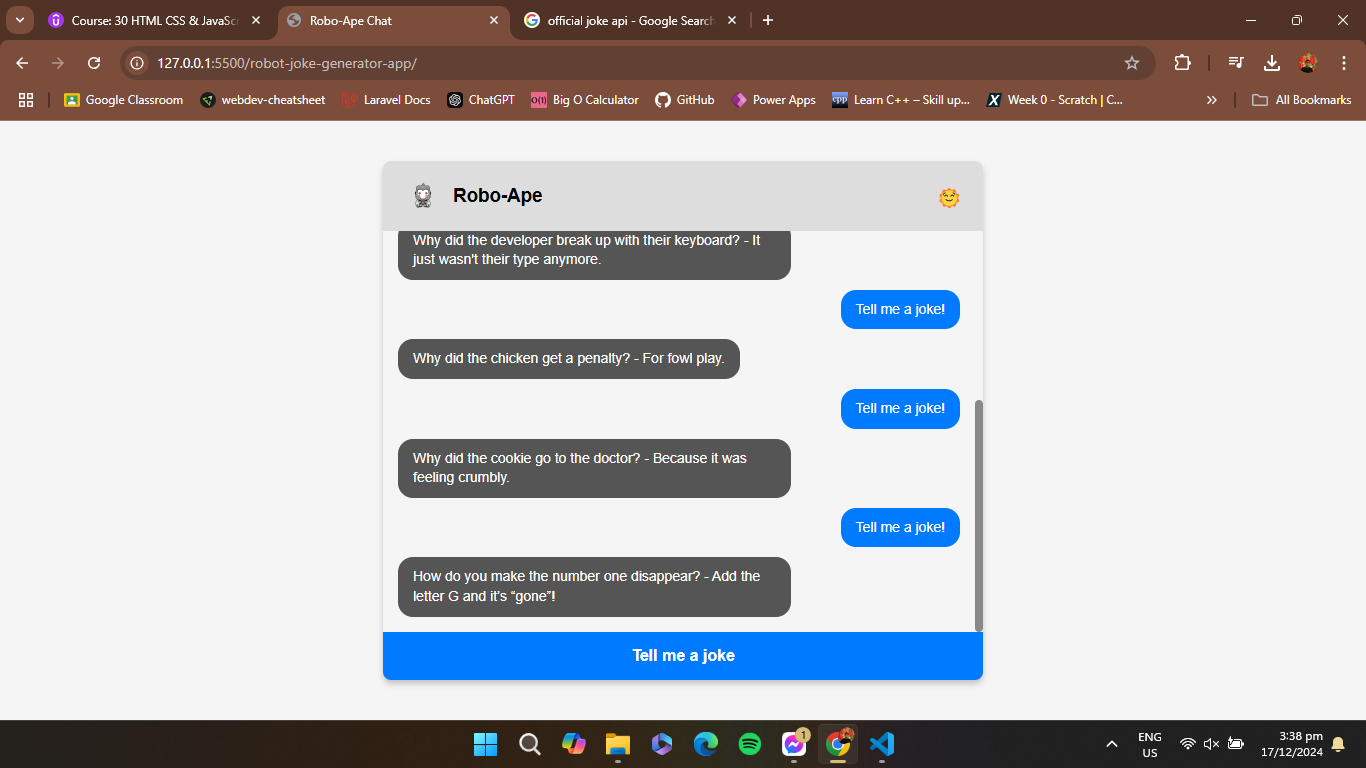 Course: 30 HTML CSS & JavaScr
Robo-Ape Chat
official joke api - Google Search
127.0.0.1:5500/robot-joke-generator-app/
Google Classroom
webdev-cheatsheet
Laravel Docs
ChatGPT
O(1) Big O Calculator
GitHub
Power Apps
cpp Learn C++ – Skill up...
X Week 0 - Scratch | C...
»
All Bookmarks
Robo-Ape
Why did the developer break up with their keyboard? - It
just wasn't their type anymore.
Tell me a joke!
Why did the chicken get a penalty? - For fowl play.
Tell me a joke!
Why did the cookie go to the doctor? - Because it was
feeling crumbly.
Tell me a joke!
How do you make the number one disappear? - Add the
letter G and it’s “gone”!
Tell me a joke
1
ENG
US
3:38 pm
17/12/2024